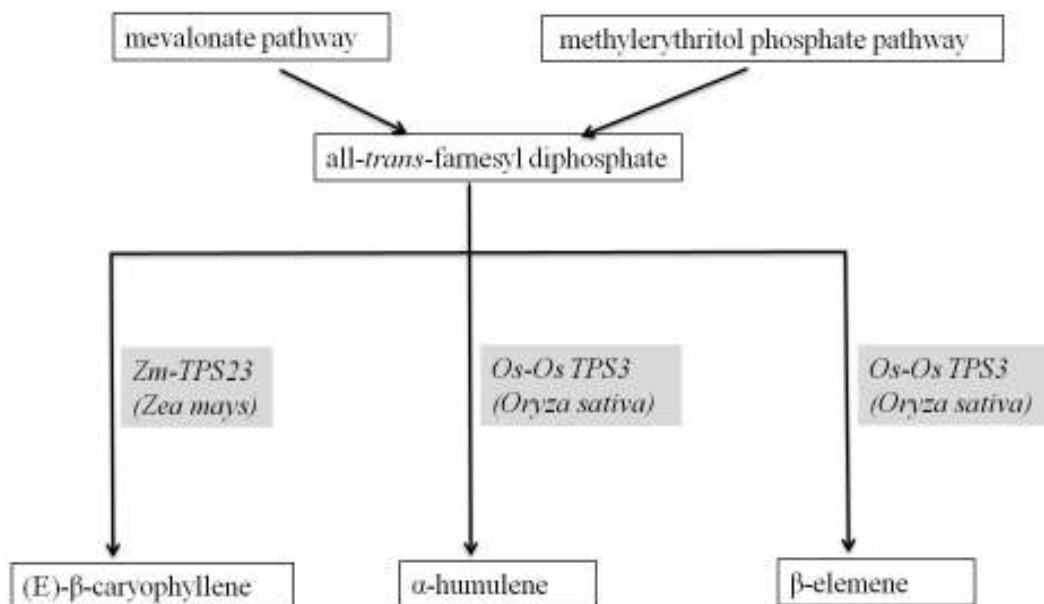 mevalonate pathway
methylerythritol phosphate pathway
all-trans-farnesyl diphosphate
Zm-TPS23
(Zea mays)
Os-Os TPS3
(Oryza sativa)
Os-Os TPS3
(Oryza sativa)
(E)-β-caryophyllene
α-humulene
β-elemene